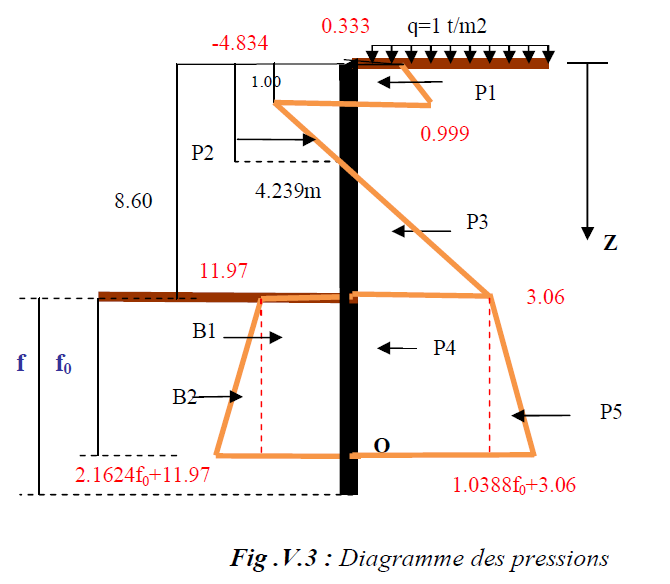 0.333
q=1 t/m2
-4.834
1.00
P1
0.999
P2
4.239m
8.60
P3
Z
11.97
3.06
B1
P4
f
f₀
B2
P5
O
2.1624f₀+11.97
1.0388f₀+3.06
Fig .V.3 : Diagramme des pressions